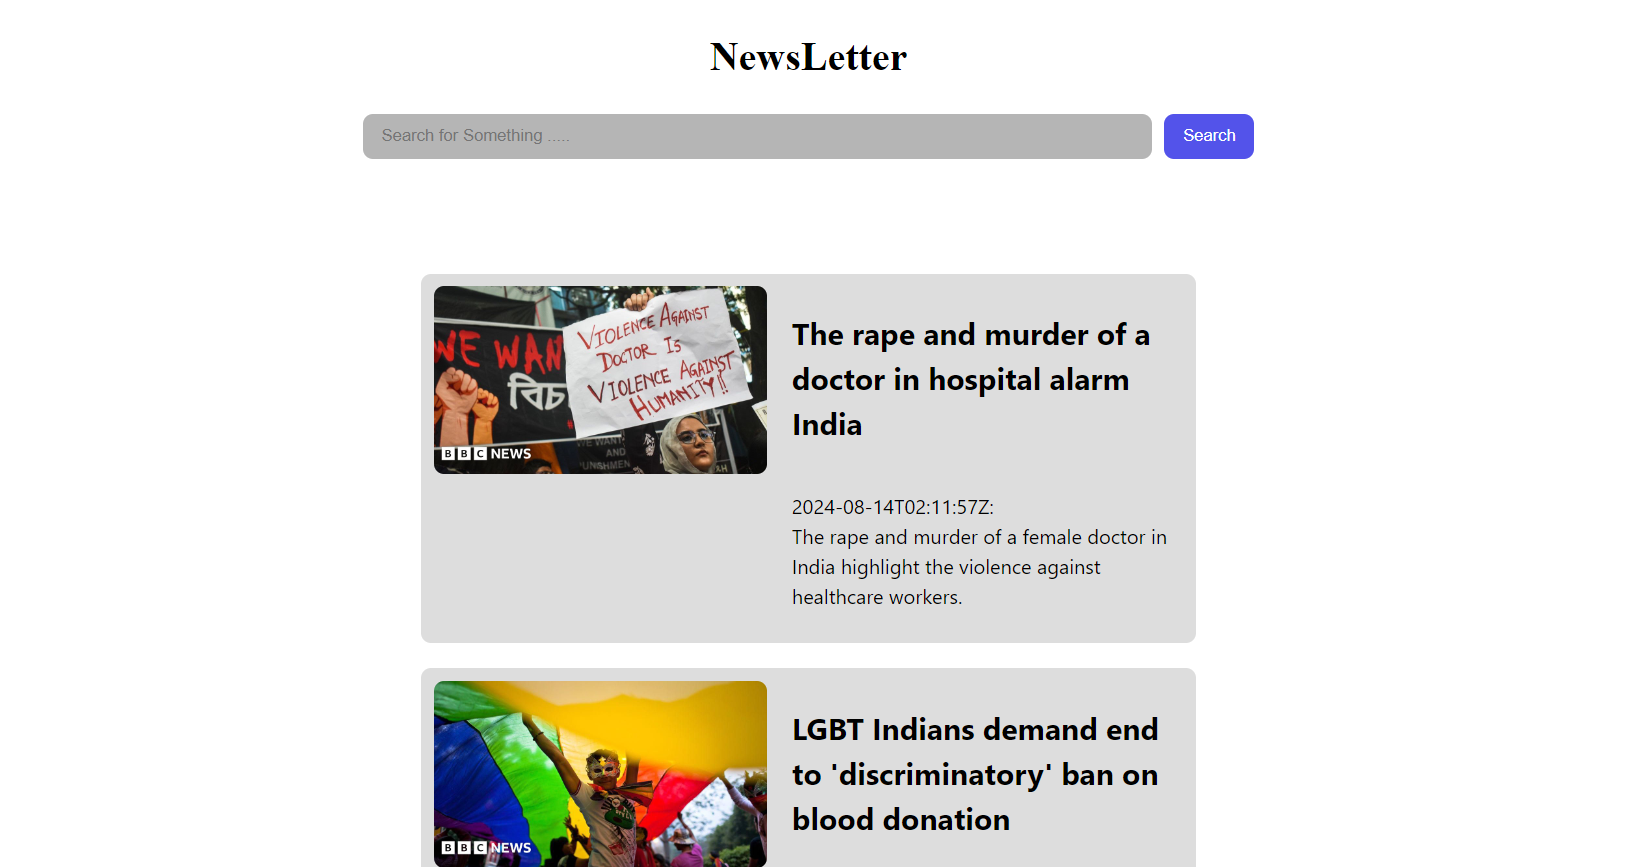 NewsLetter
Search for Something .....
Search
WE WAN
বিচ
VIOLENCE AGAINST
DOCTOR IS
VIOLENCE AGAINST
HUMANITY!!
WE WANT
AND
BBC NEWS
The rape and murder of a
doctor in hospital alarm
India
2024-08-14T02:11:57Z:
The rape and murder of a female doctor in
India highlight the violence against
healthcare workers.
BBC NEWS
LGBT Indians demand end
to 'discriminatory' ban on
blood donation